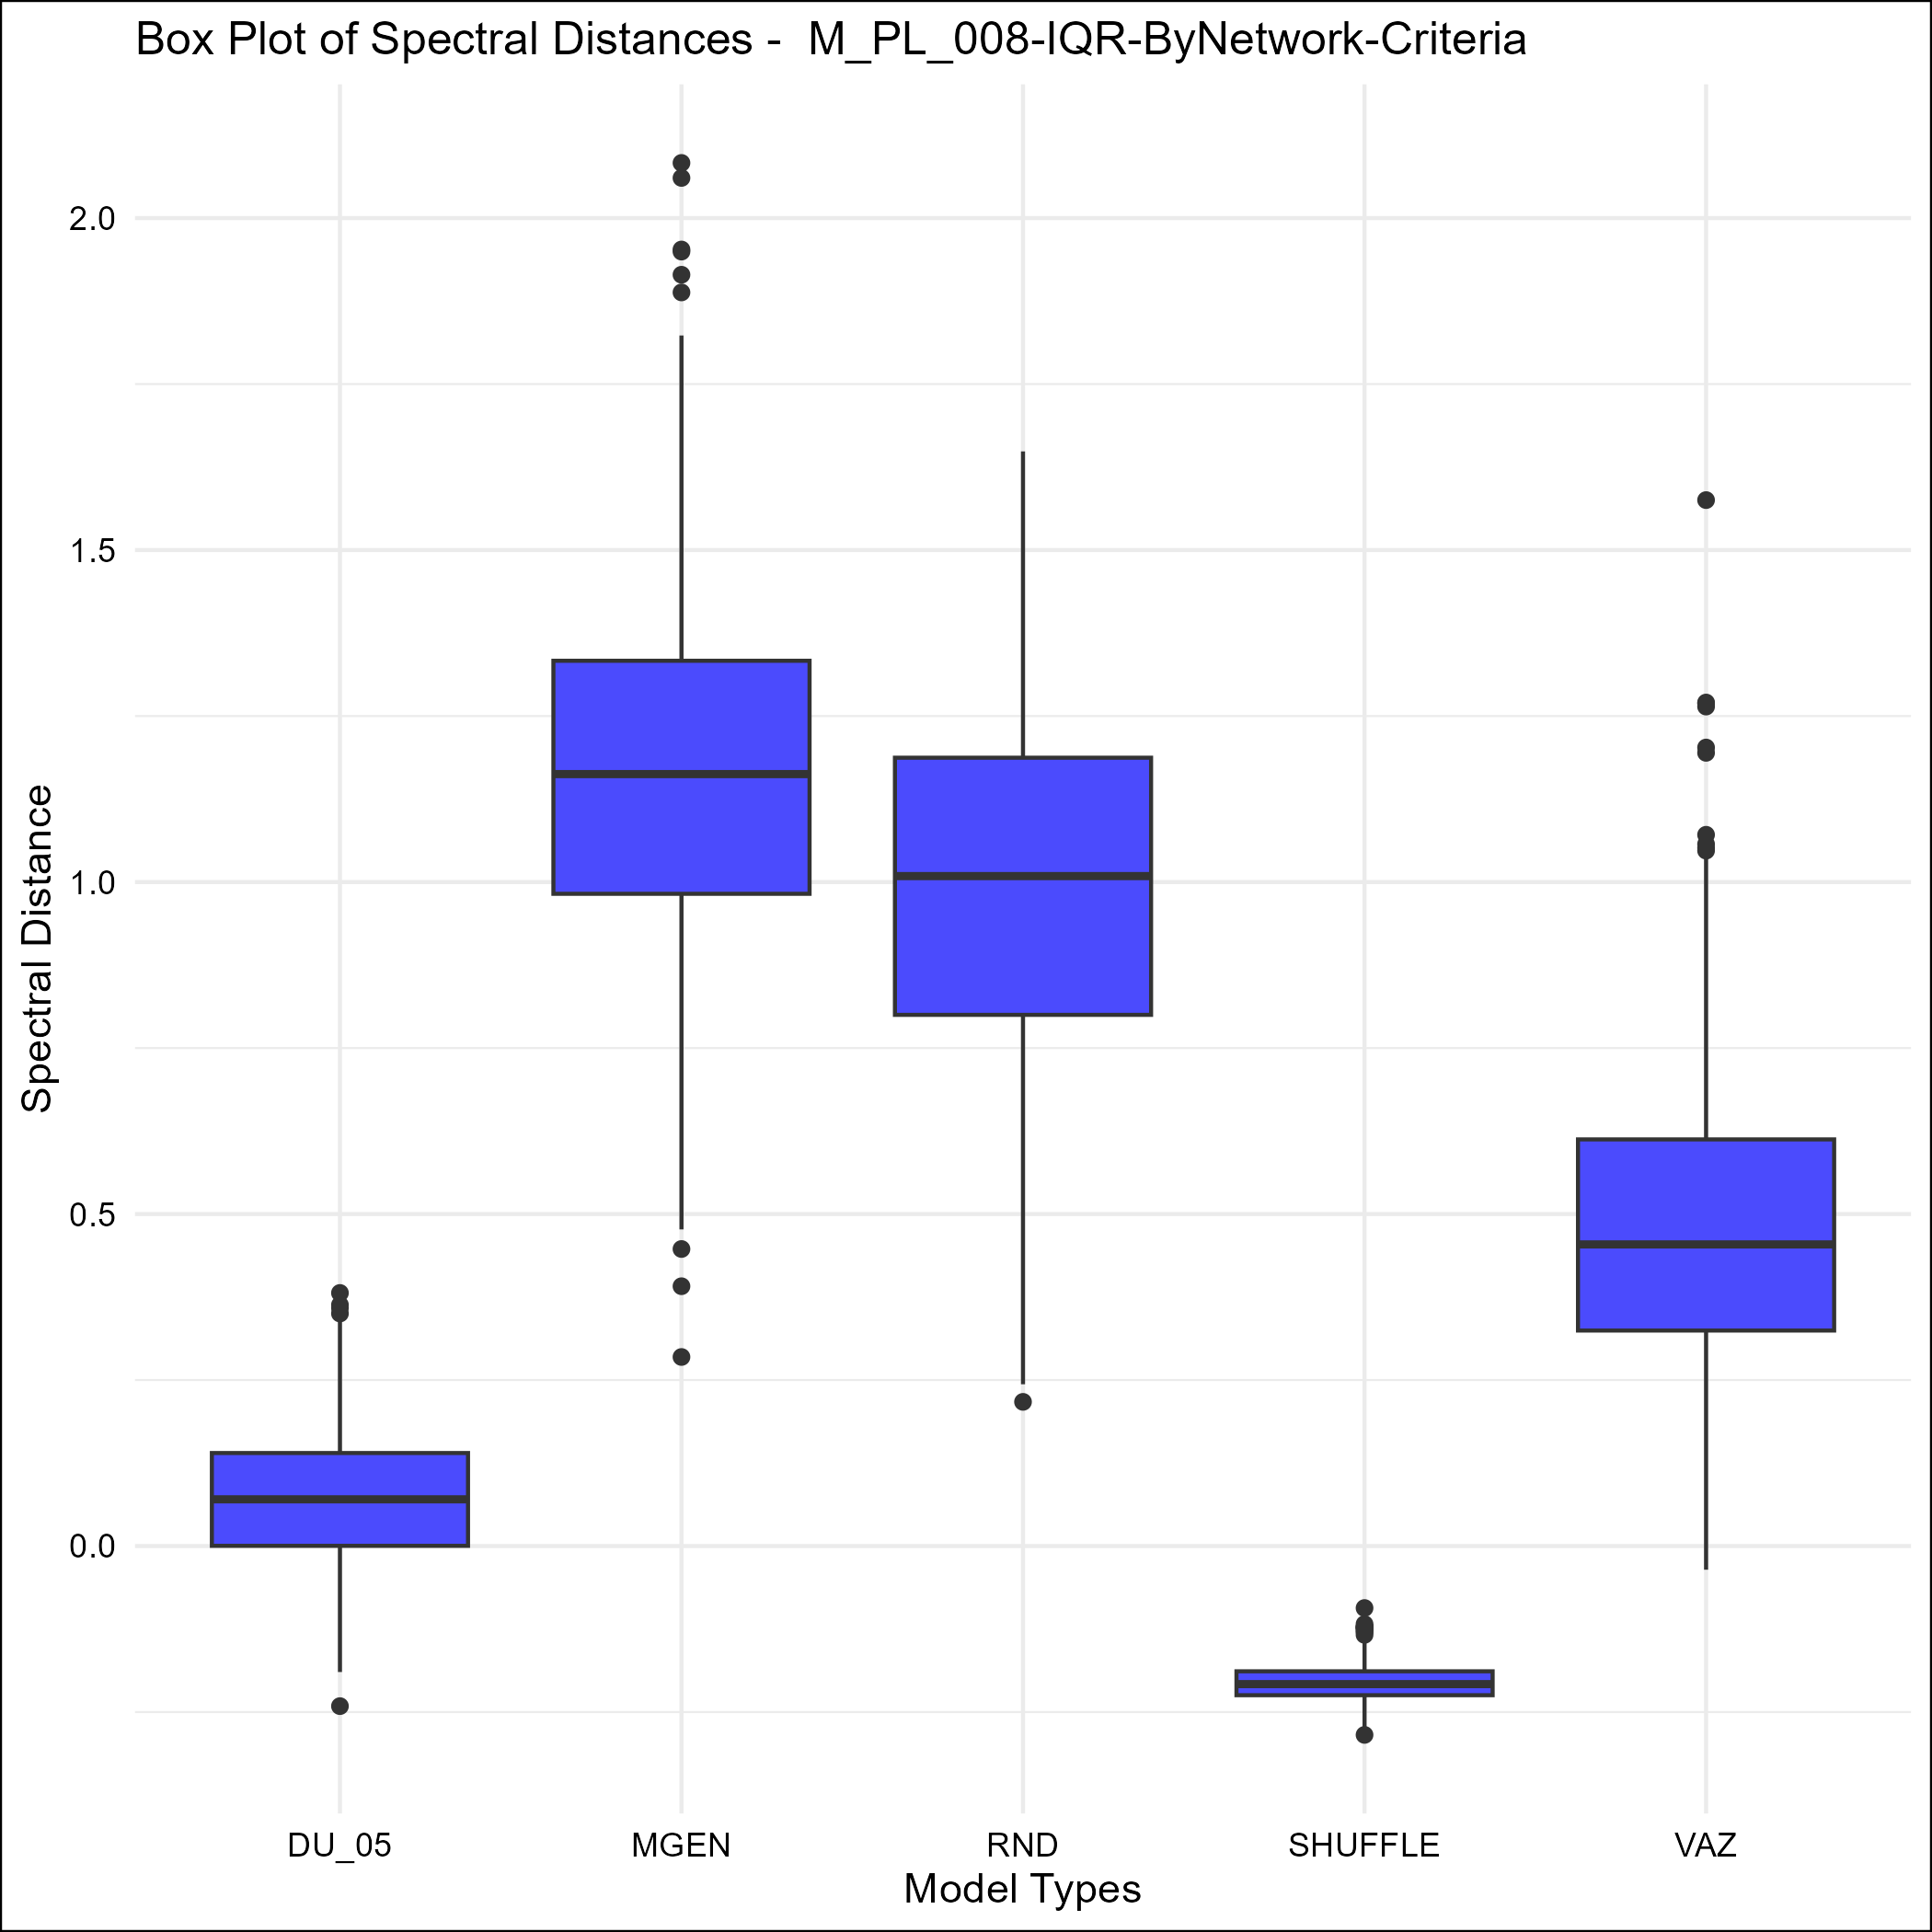 Box Plot of Spectral Distances -  M_PL_008-IQR-ByNetwork-Criteria
Spectral Distance
2.0
1.5
1.0
0.5
0.0
DU_05 MGEN RND SHUFFLE VAZ
Model Types